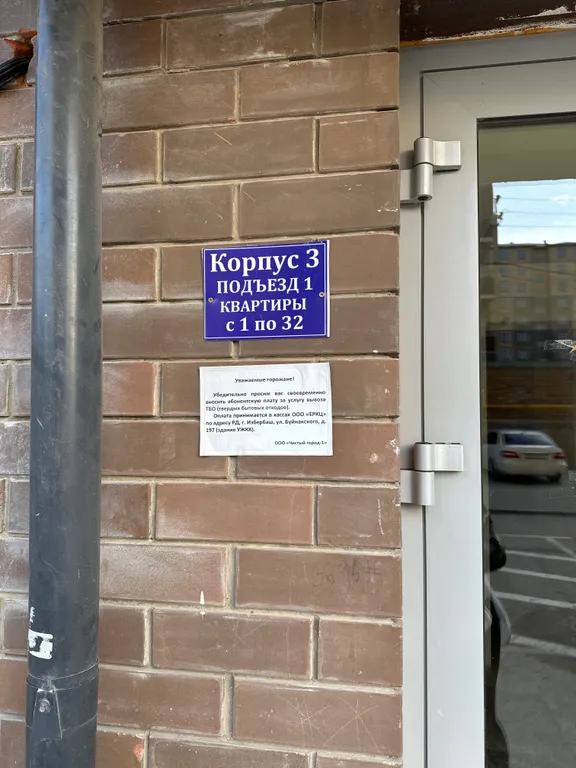 Корпус 3
ПОДЪЕЗД 1
КВАРТИРЫ
с 1 по 32
Уважаемые горожане!
Убедительно просим вас своевременно
вносить абонентскую плату за услугу вывоза
ТБО (твердых бытовых отходов).
Оплата принимается в кассах ООО «ЕРКЦ»
по адресу РД, г. Избербаш, ул. Буйнакского, д.
197 (здание УЖКХ).
ООО «Чистый город-1»